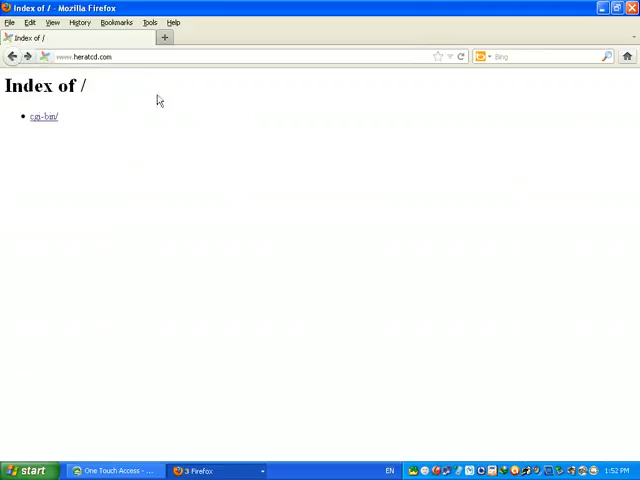 Index of / - Mozilla Firefox
File Edit View History Bookmarks Tools Help
Index of /
www.heratcd.com Bing
Index of /
cgi-bin/
start One Touch Access - ... 3 Firefox EN 1:52 PM